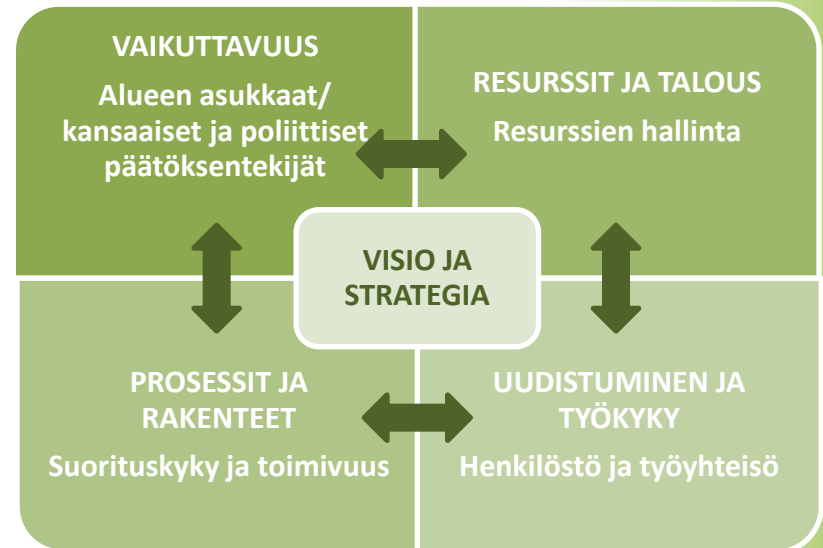 VAIKUTTAVUUS
Alueen asukkaat/
kansaaiset ja poliittiset
päätöksentekijät
RESURSSIT JA TALOUS
Resurssien hallinta
VISIO JA
STRATEGIA
PROSESSIT JA
RAKENTEET
Suorituskyky ja toimivuus
UUDISTUMINEN JA
TYÖKYKY
Henkilöstö ja työyhteisö